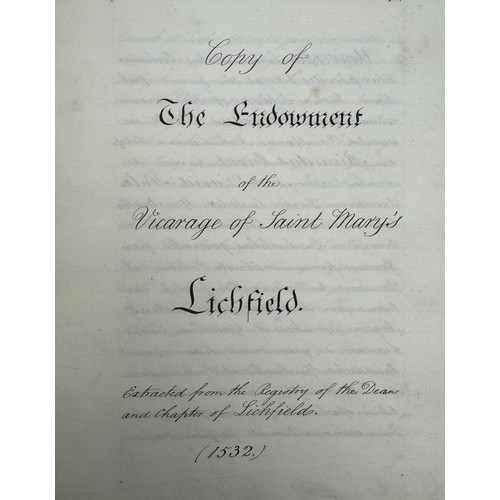 Copy of
The Endowment
of the
Vicarage of Saint Mary's
Lichfield.
Extracted from the Registry of the Dean
and Chapter of Lichfield.
(1532.)